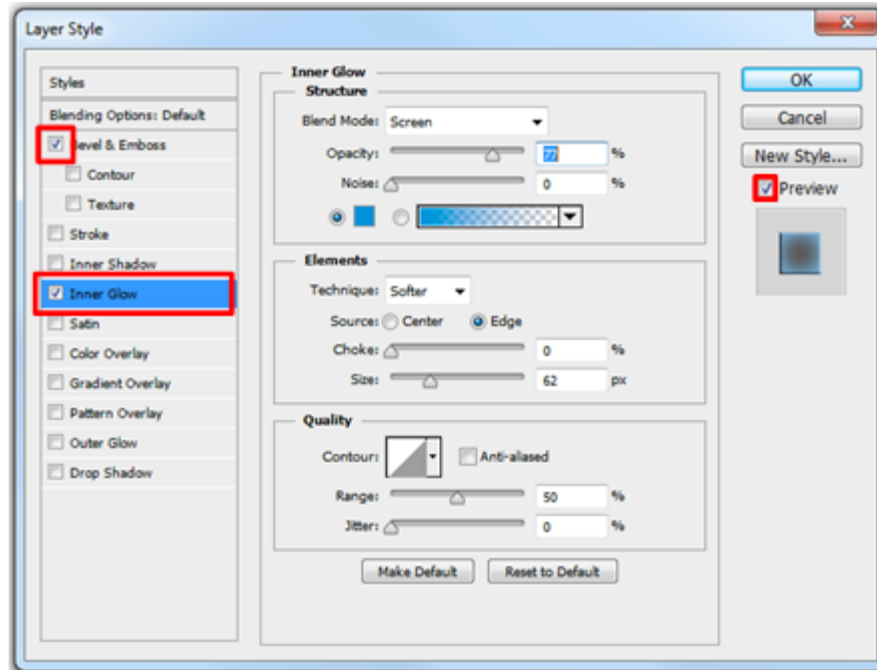 Layer Style
Styles
Blending Options: Default
Bevel & Emboss
Contour
Texture
Stroke
Inner Shadow
Inner Glow
Satin
Color Overlay
Gradient Overlay
Pattern Overlay
Outer Glow
Drop Shadow
Inner Glow
Structure
Blend Mode: Screen
Opacity: 77 %
Noise: 0 %
Elements
Technique: Softer
Source: Center Edge
Choke: 0 %
Size: 62 px
Quality
Contour: Anti-aliased
Range: 50 %
Jitter: 0 %
Make Default Reset to Default
OK
Cancel
New Style...
Preview